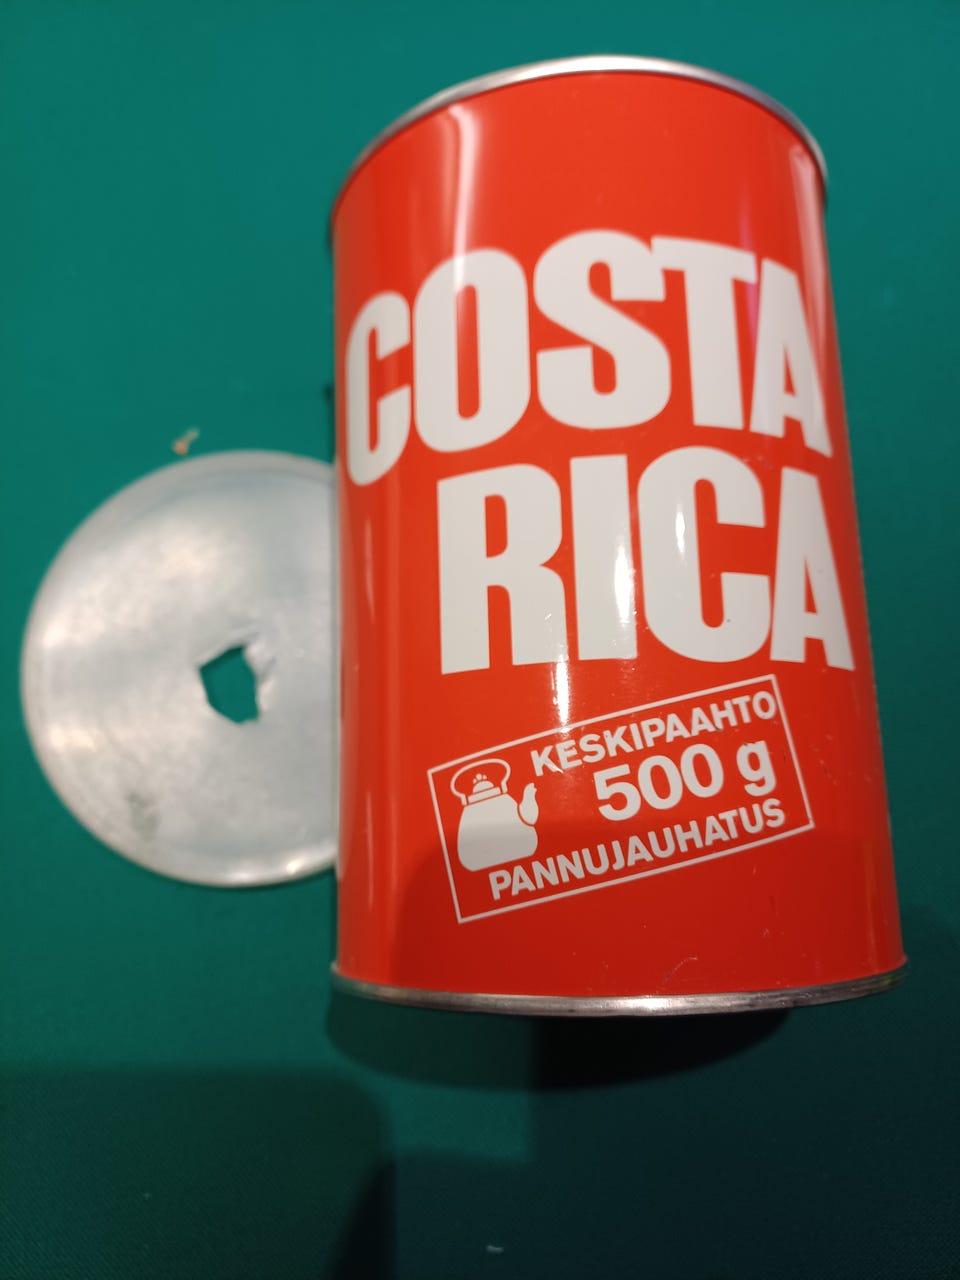 COSTA
RICA
KESKIPAAHTO
500 g
PANNUJAUHATUS